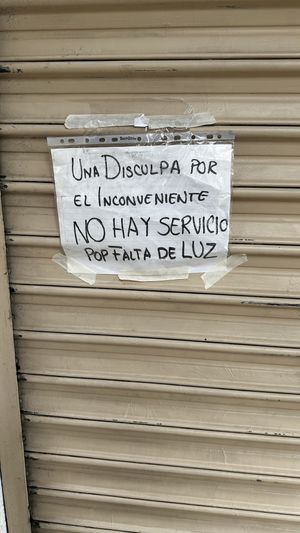 UNA DISCULPA POR
EL INCONVENIENTE
NO HAY SERVICIO
POR FALTA DE LUZ